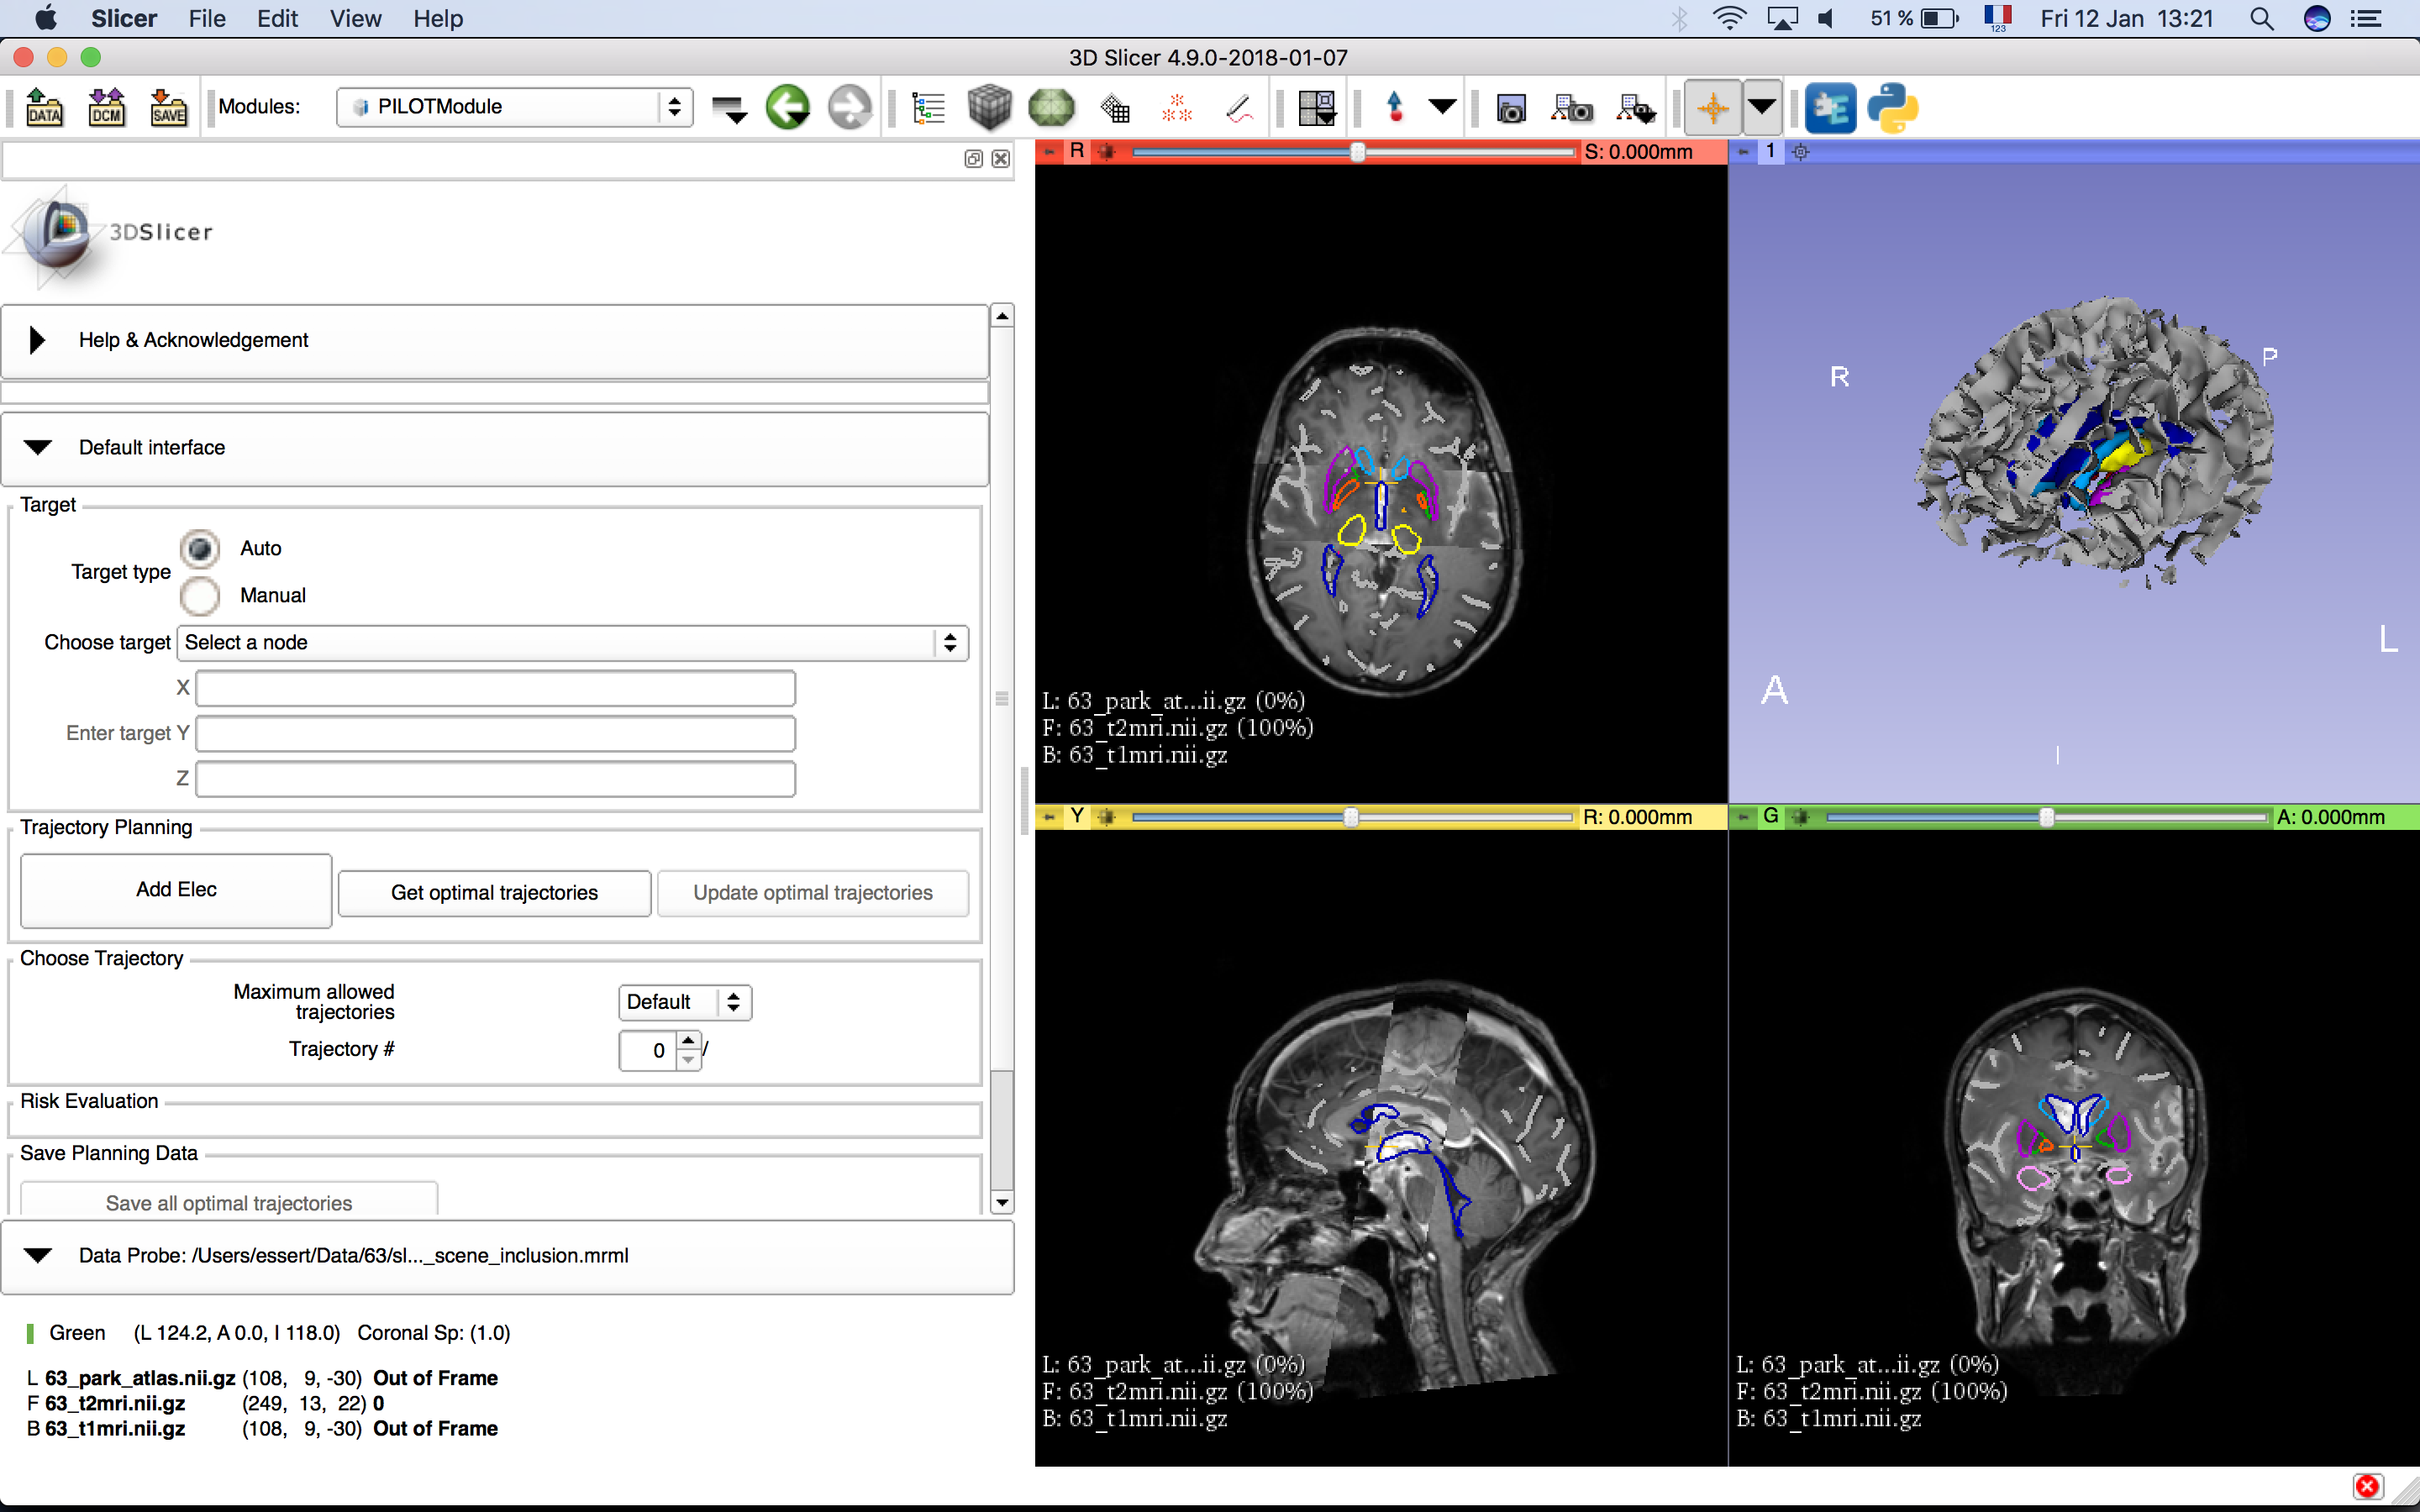 Slicer File Edit View Help
51 % 123 Fri 12 Jan 13:21
3D Slicer 4.9.0-2018-01-07
DATA DCM SAVE Modules: PILOTModule
R S: 0.000mm
1
3DSlicer
Help & Acknowledgement
Default interface
Target
Target type Auto
Manual
Choose target Select a node
X
Enter target Y
Z
Trajectory Planning
Add Elec Get optimal trajectories Update optimal trajectories
Choose Trajectory
Maximum allowed
trajectories
Default
Trajectory # 0 /
Risk Evaluation
Save Planning Data
Save all optimal trajectories
Data Probe: /Users/essert/Data/63/sl..._scene_inclusion.mrml
Green (L 124.2, A 0.0, I 118.0) Coronal Sp: (1.0)
L 63_park_atlas.nii.gz (108, 9, -30) Out of Frame
F 63_t2mri.nii.gz (249, 13, 22) 0
B 63_t1mri.nii.gz (108, 9, -30) Out of Frame
L: 63_park_at...ii.gz (0%)
F: 63_t2mri.nii.gz (100%)
B: 63_t1mri.nii.gz
P
R
L
A
I
Y R: 0.000mm
L: 63_park_at...ii.gz (0%)
F: 63_t2mri.nii.gz (100%)
B: 63_t1mri.nii.gz
G A: 0.000mm
L: 63_park_at...ii.gz (0%)
F: 63_t2mri.nii.gz (100%)
B: 63_t1mri.nii.gz